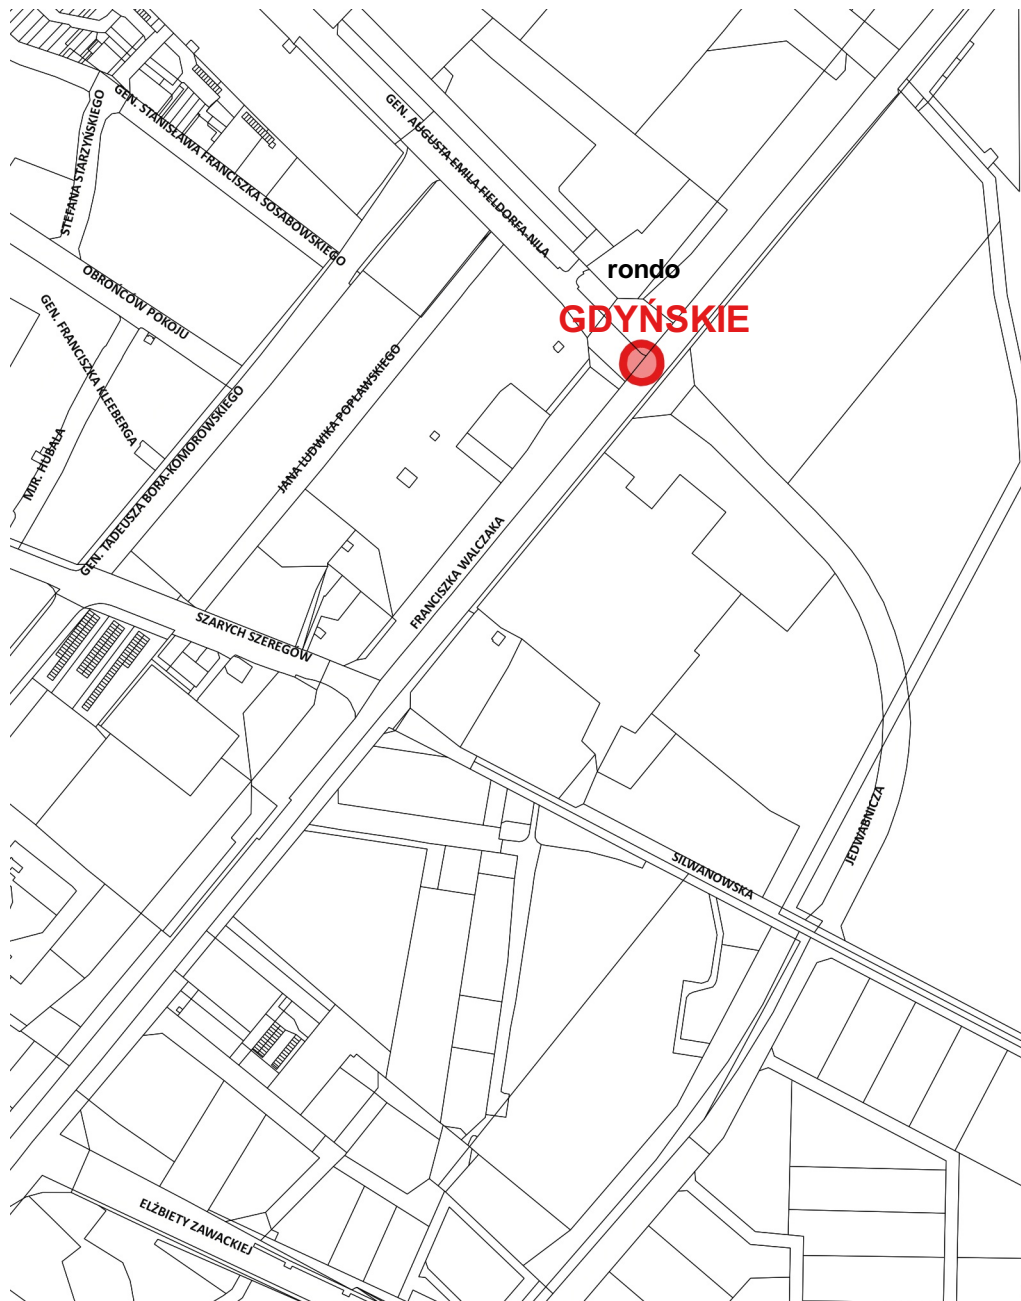 GEN. STANISŁAWA FRANCISZKA SOSABOWSKIEGO
GEN. AUGUSTA EMILA FIELDORFA-NILA
STEFANA STARZYŃSKIEGO
rondo
GDYŃSKIE
OBROŃCÓW POKOJU
GEN. FRANCISZKA KLEEBERGA
JANA LUDWIKA POPŁAWSKIEGO
GEN. TADEUSZA BORA-KOMOROWSKIEGO
MJR. HUBALA
FRANCISZKA WALCZAKA
SZARYCH SZEREGÓW
JEDWABNICZA
SILWANOWSKA
ELŻBIETY ZAWACKIEJ